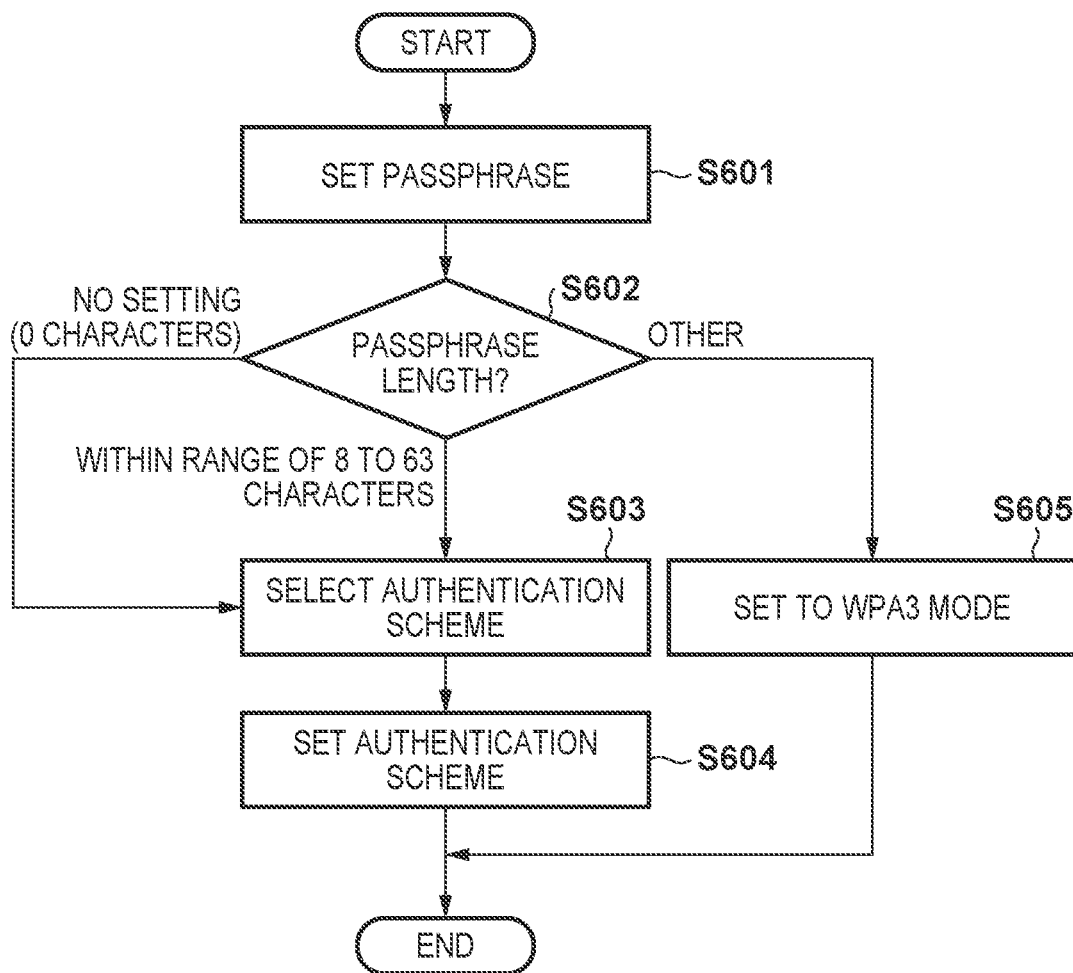 START
SET PASSPHRASE
S601
S602
NO SETTING
(0 CHARACTERS)
PASSPHRASE
LENGTH?
OTHER
WITHIN RANGE OF 8 TO 63
CHARACTERS
S603
S605
SELECT AUTHENTICATION
SCHEME
SET TO WPA3 MODE
SET AUTHENTICATION
SCHEME
S604
END